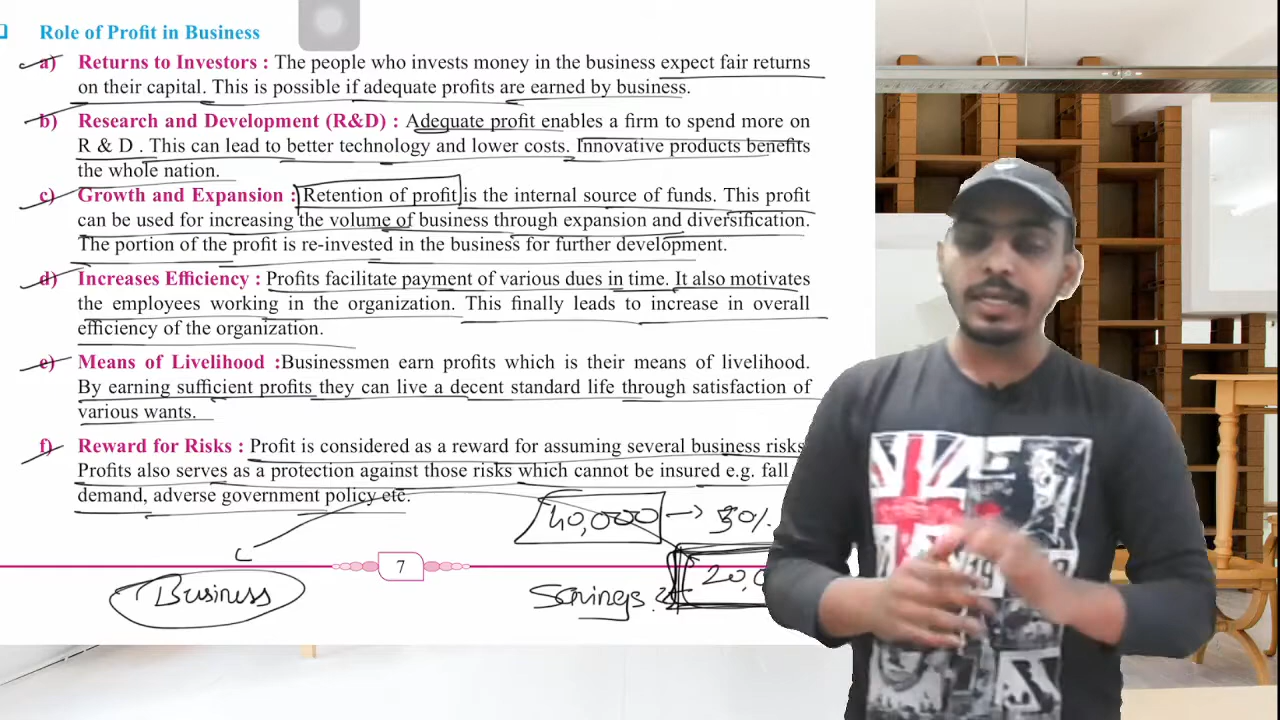 Role of Profit in Business
a) Returns to Investors : The people who invests money in the business expect fair returns
on their capital. This is possible if adequate profits are earned by business.
b) Research and Development (R&D) : Adequate profit enables a firm to spend more on
R & D . This can lead to better technology and lower costs. Innovative products benefits
the whole nation.
c) Growth and Expansion : Retention of profit is the internal source of funds. This profit
can be used for increasing the volume of business through expansion and diversification.
The portion of the profit is re-invested in the business for further development.
d) Increases Efficiency : Profits facilitate payment of various dues in time. It also motivates
the employees working in the organization. This finally leads to increase in overall
efficiency of the organization.
e) Means of Livelihood :Businessmen earn profits which is their means of livelihood.
By earning sufficient profits they can live a decent standard life through satisfaction of
various wants.
f) Reward for Risks : Profit is considered as a reward for assuming several business risks
Profits also serves as a protection against those risks which cannot be insured e.g. fall
demand, adverse government policy etc.
40,000 → 50%
7
Business
Savings 20,0